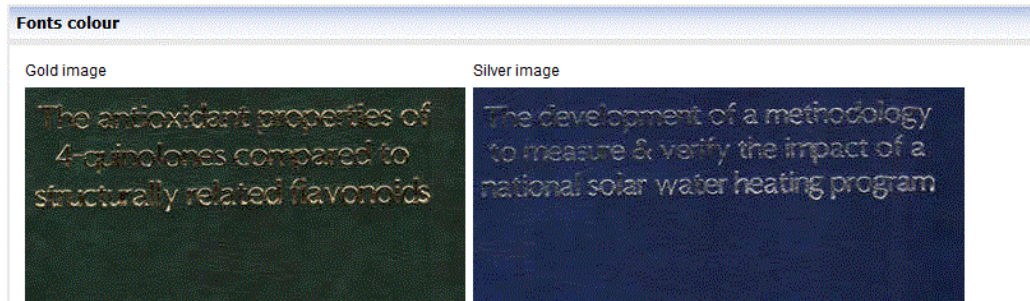 Fonts colour
Gold image
Silver image
The antioxidant properties of
4-quinolones compared to
structurally related flavonoids
The development of a methodology
to measure & verify the impact of a
national solar water heating program